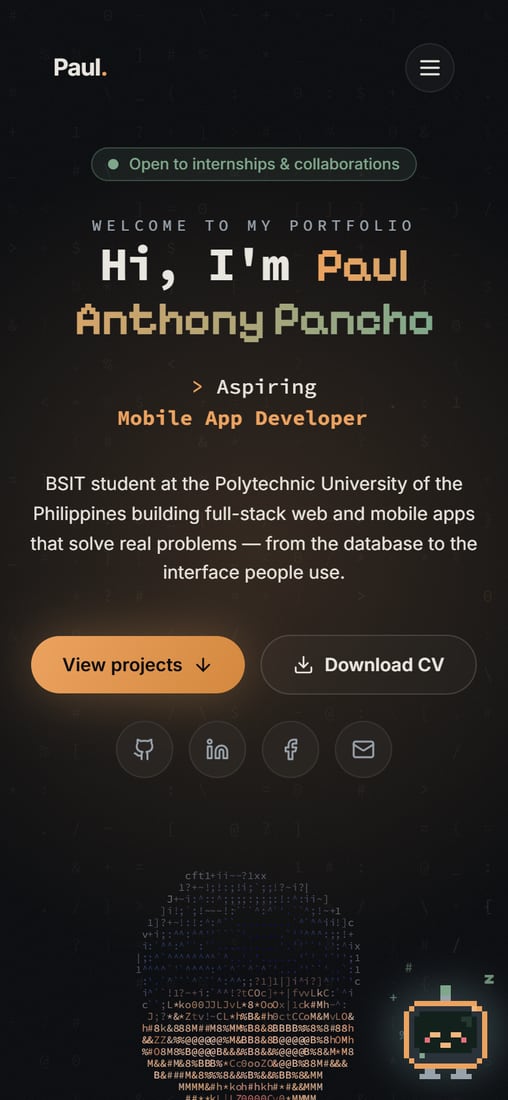 Paul.
Open to internships & collaborations
WELCOME TO MY PORTFOLIO
Hi, I'm Paul
Anthony Pancho
> Aspiring
Mobile App Developer
BSIT student at the Polytechnic University of the
Philippines building full-stack web and mobile apps
that solve real problems — from the database to the
interface people use.
View projects ↓
Download CV
z